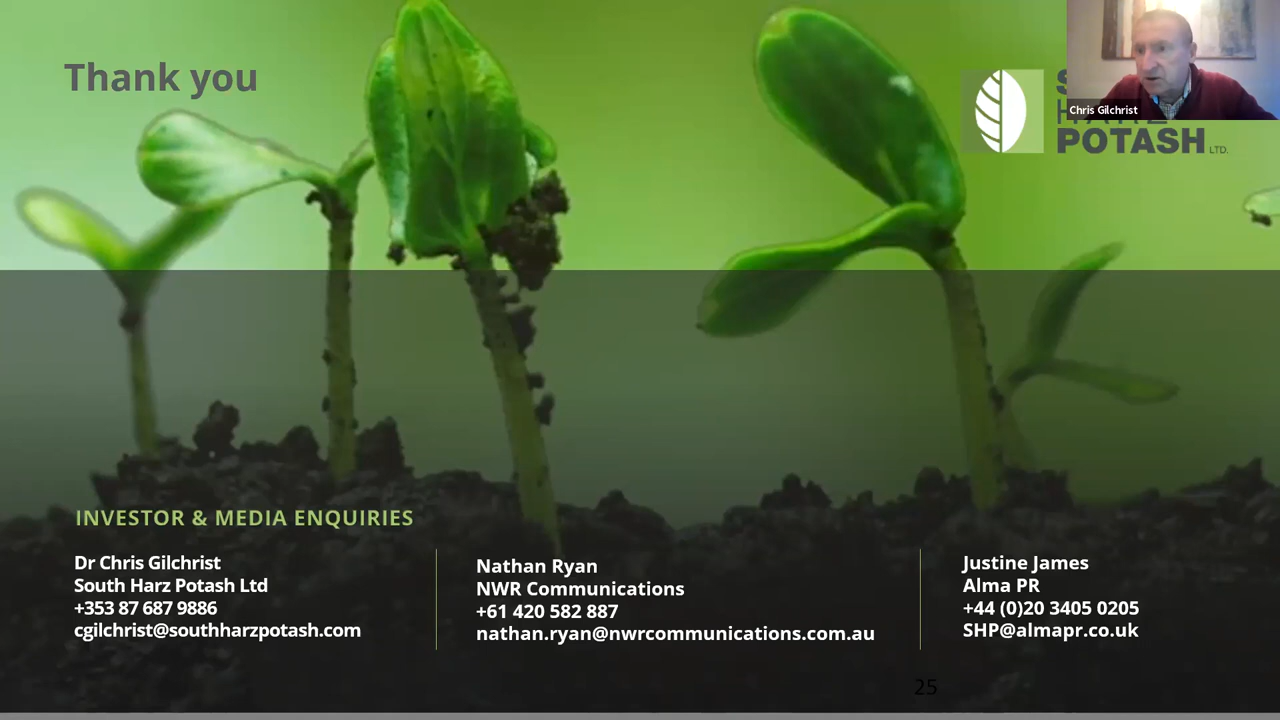 Thank you
Chris Gilchrist
POTASH LTD.
INVESTOR & MEDIA ENQUIRIES
Dr Chris Gilchrist
South Harz Potash Ltd
+353 87 687 9886
cgilchrist@southharzpotash.com
Nathan Ryan
NWR Communications
+61 420 582 887
nathan.ryan@nwrcommunications.com.au
Justine James
Alma PR
+44 (0)20 3405 0205
SHP@almapr.co.uk
25